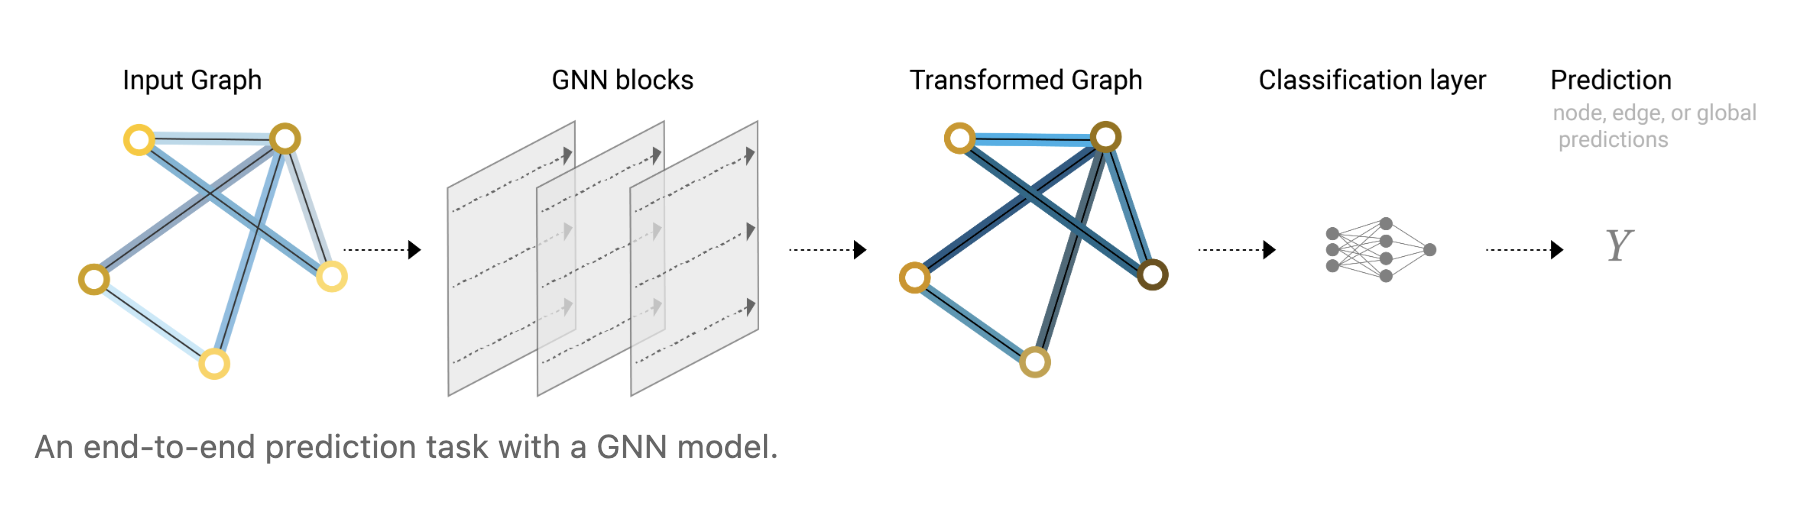 Input Graph
GNN blocks
Transformed Graph
Classification layer
Prediction
node, edge, or global
predictions
Y
An end-to-end prediction task with a GNN model.